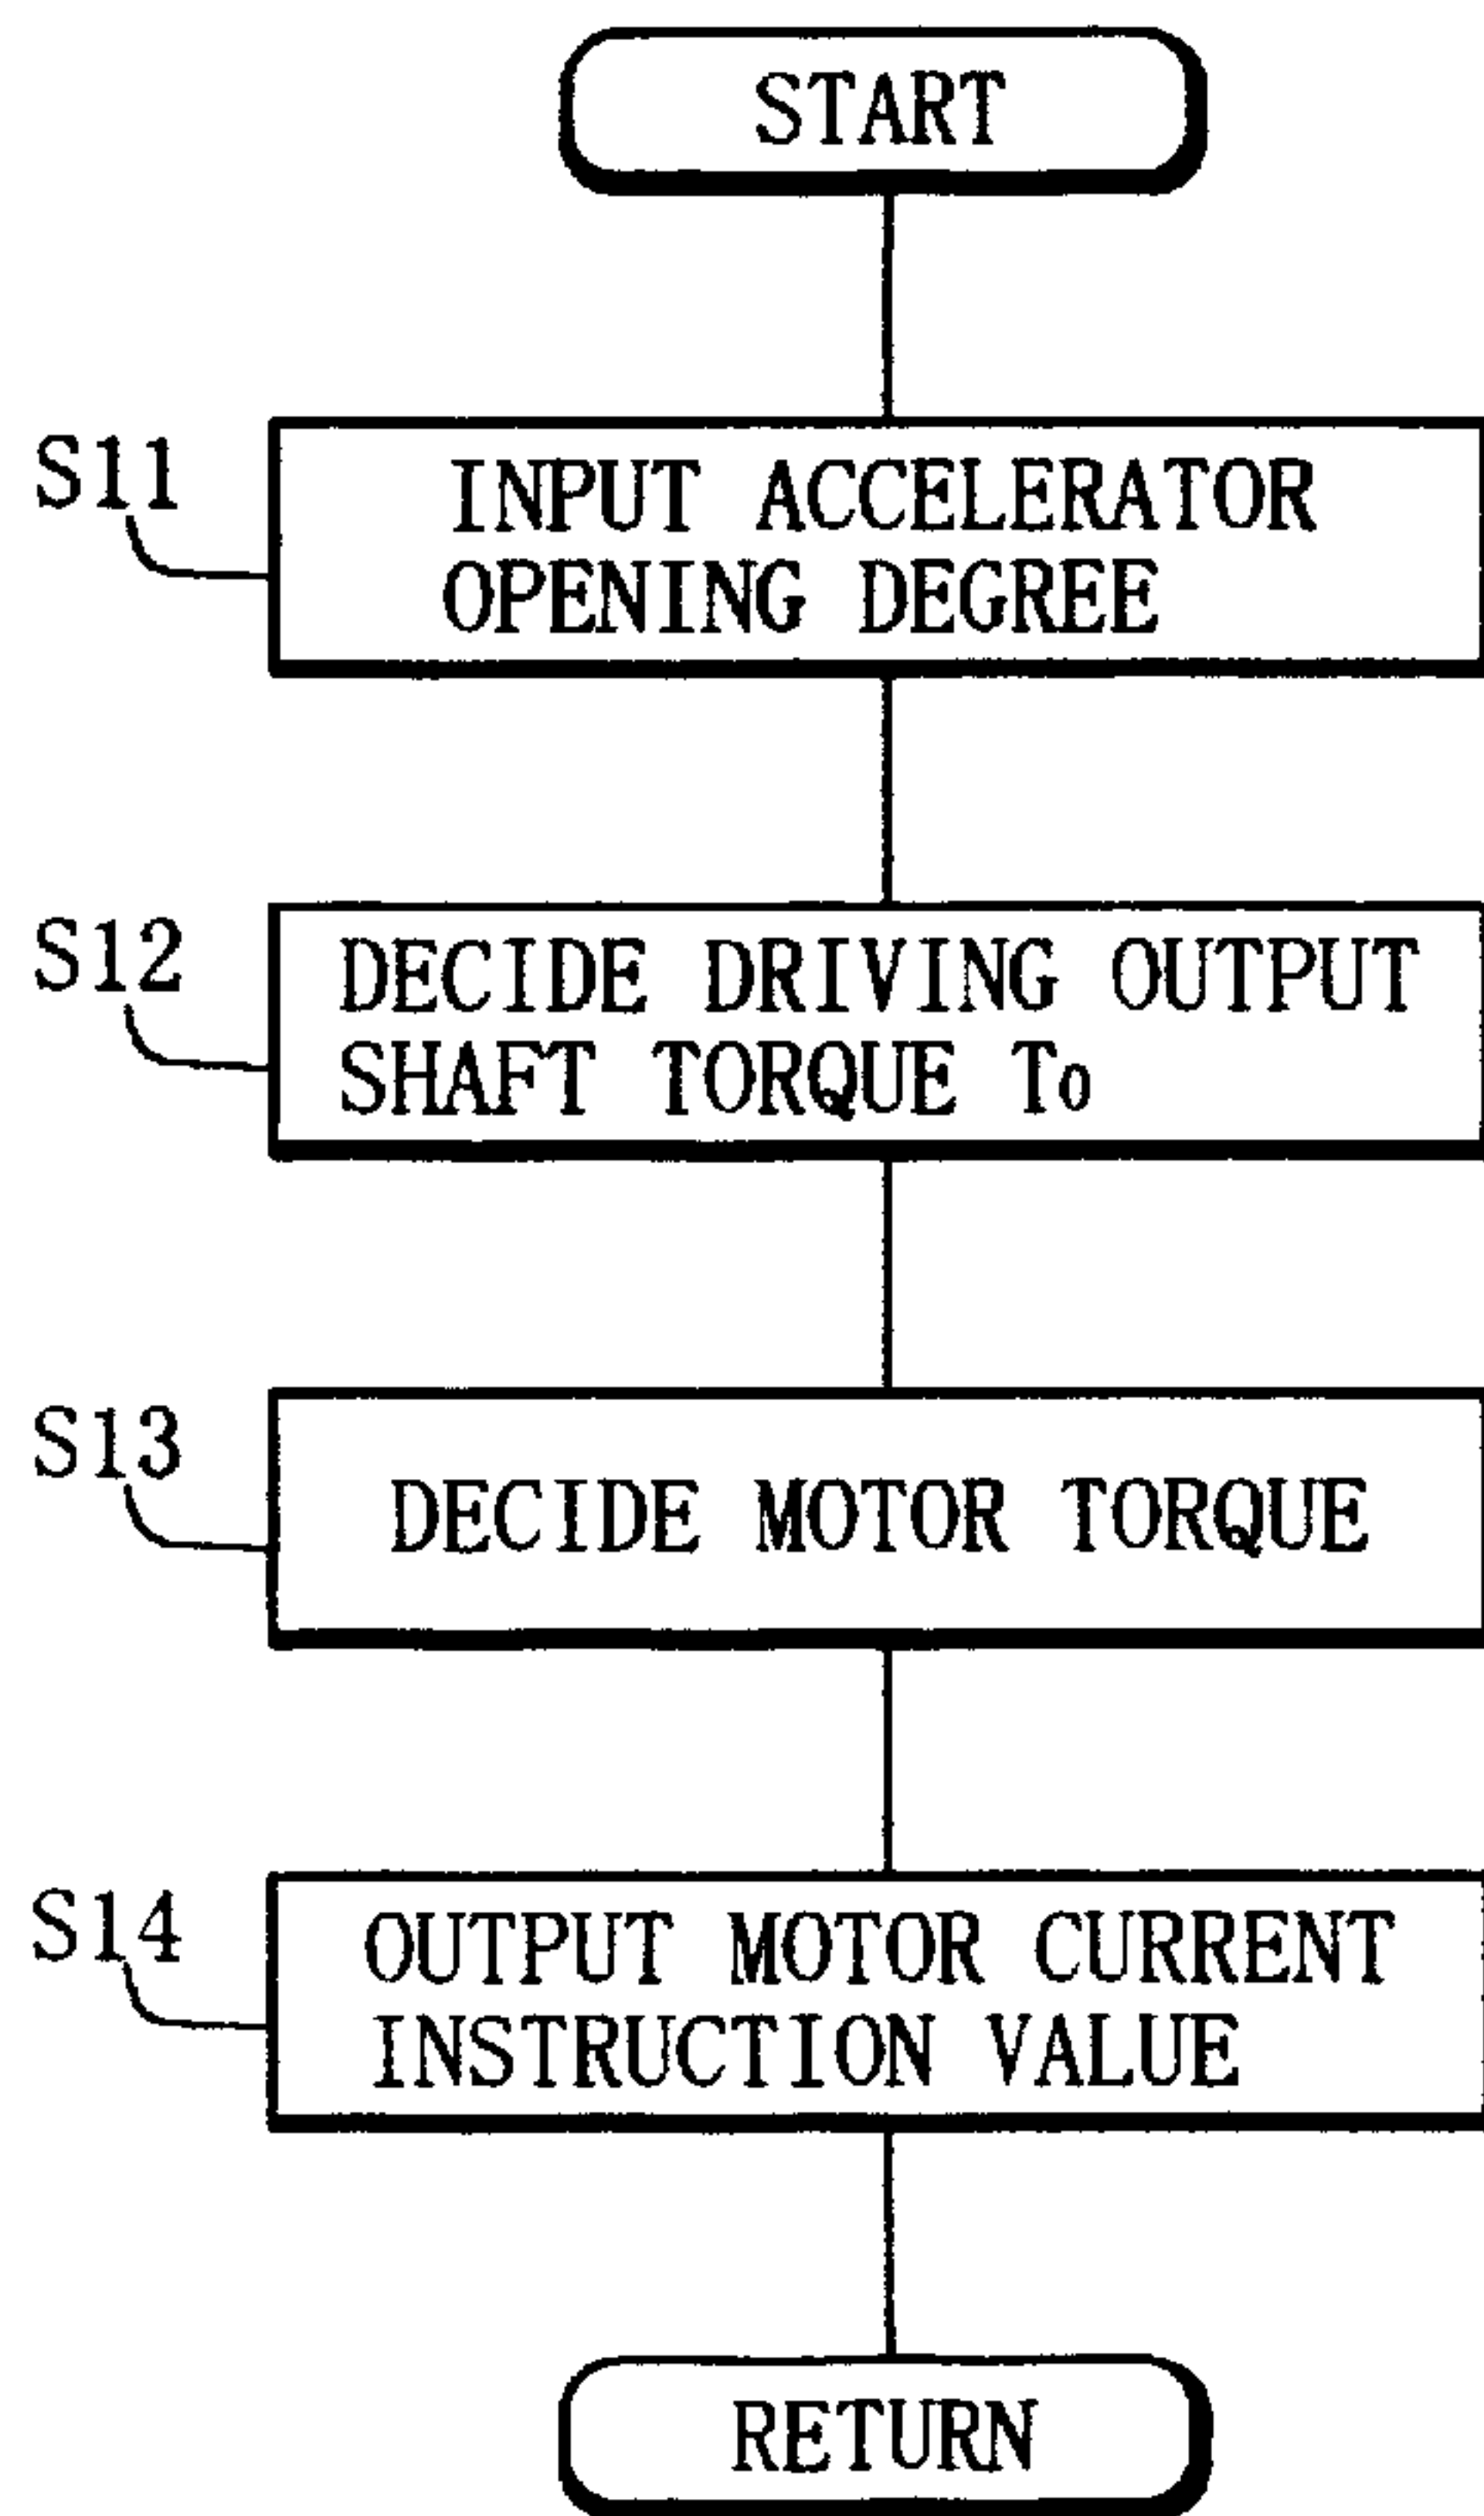 START
S11
INPUT ACCELERATOR
OPENING DEGREE
S12
DECIDE DRIVING OUTPUT
SHAFT TORQUE To
S13
DECIDE MOTOR TORQUE
S14
OUTPUT MOTOR CURRENT
INSTRUCTION VALUE
RETURN